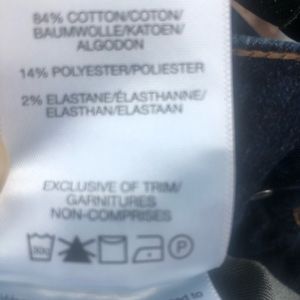 84% COTTON/COTON/
BAUMWOLLE/KATOEN/
ALGODON
14% POLYESTER/POLIESTER
2% ELASTANE/ÉLASTHANNE/
ELASTHAN/ELASTAAN
EXCLUSIVE OF TRIM/
GARNITURES
NON-COMPRISES
P